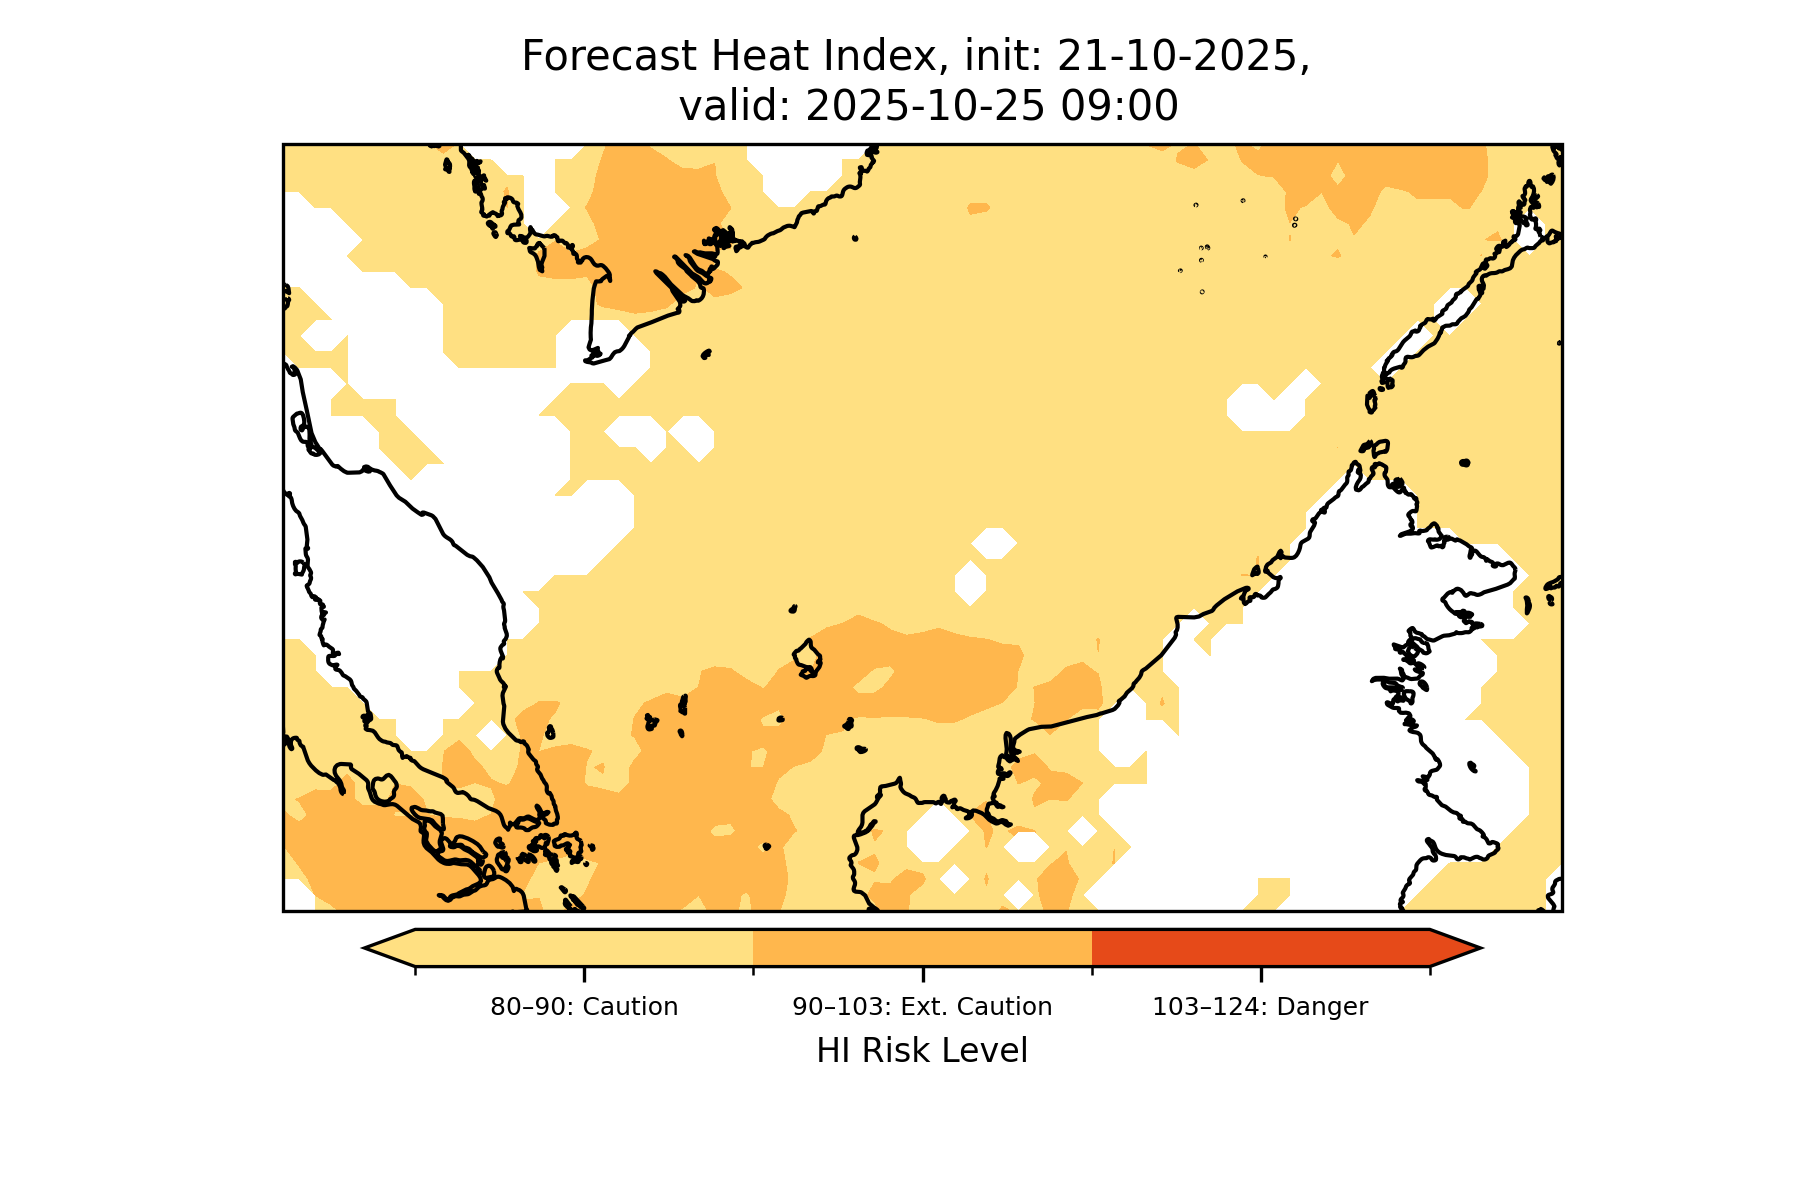 Forecast Heat Index, init: 21-10-2025,
valid: 2025-10-25 09:00
80–90: Caution
90–103: Ext. Caution
103–124: Danger
HI Risk Level